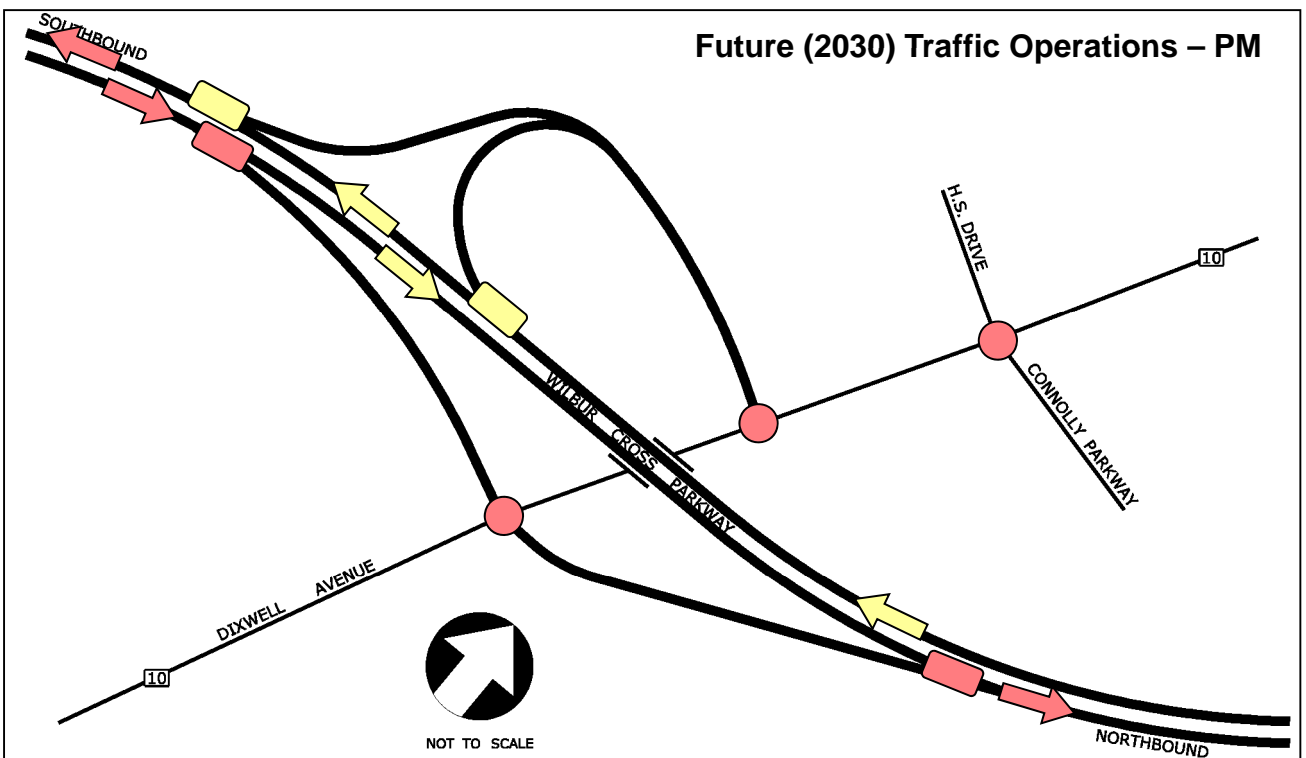 Future (2030) Traffic Operations – PM
SOUTHBOUND
H.S. DRIVE
10
CONNOLLY PARKWAY
WILBUR CROSS PARKWAY
DIXWELL AVENUE
10
NOT TO SCALE
NORTHBOUND